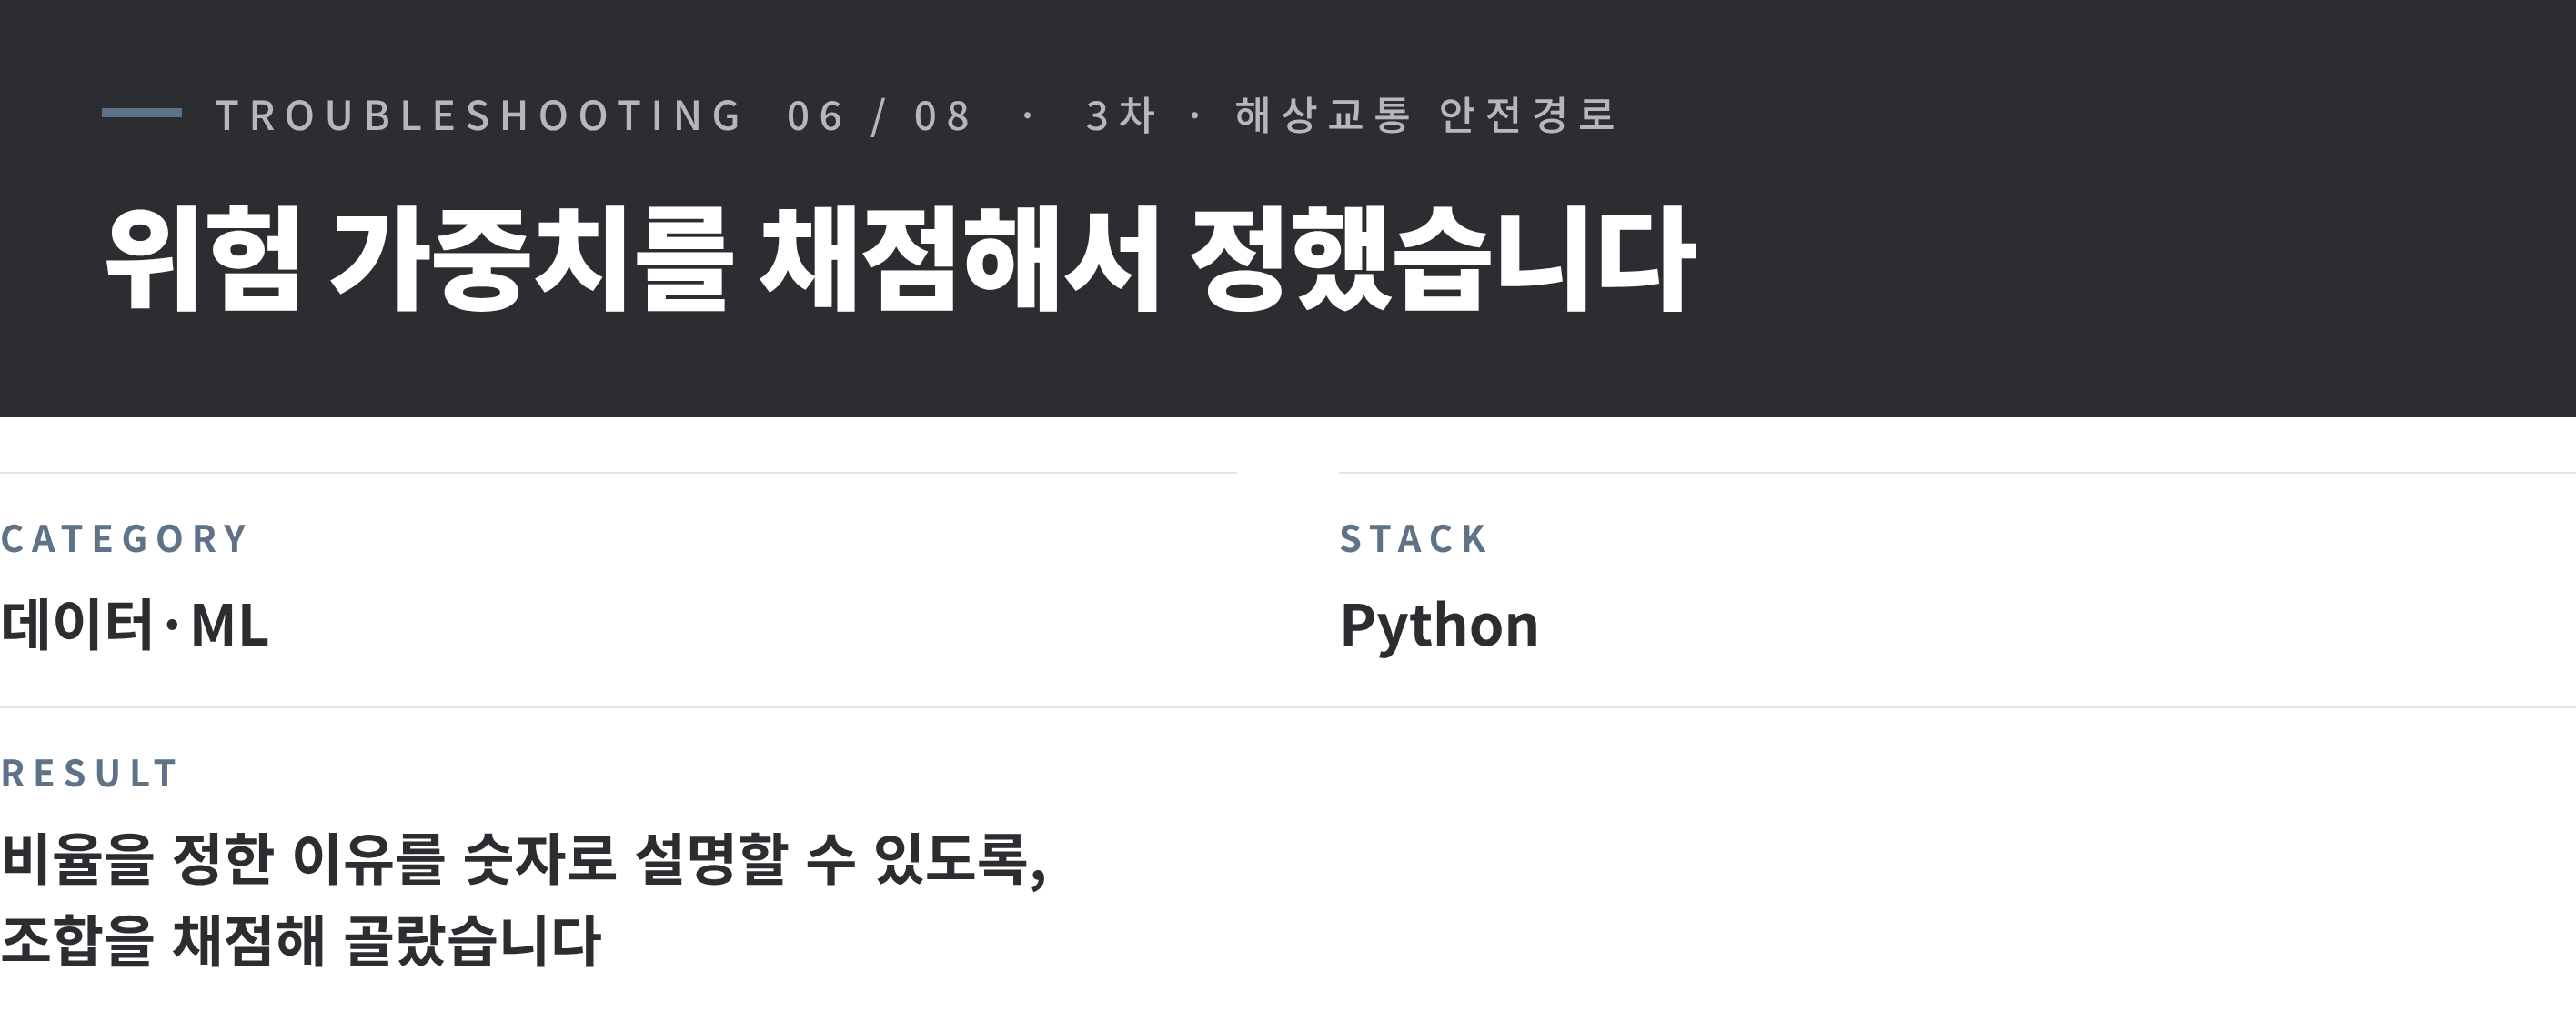 TROUBLESHOOTING 06 / 08 · 3차 · 해상교통 안전경로
위험 가중치를 채점해서 정했습니다
CATEGORY
데이터·ML
STACK
Python
RESULT
비율을 정한 이유를 숫자로 설명할 수 있도록,
조합을 채점해 골랐습니다